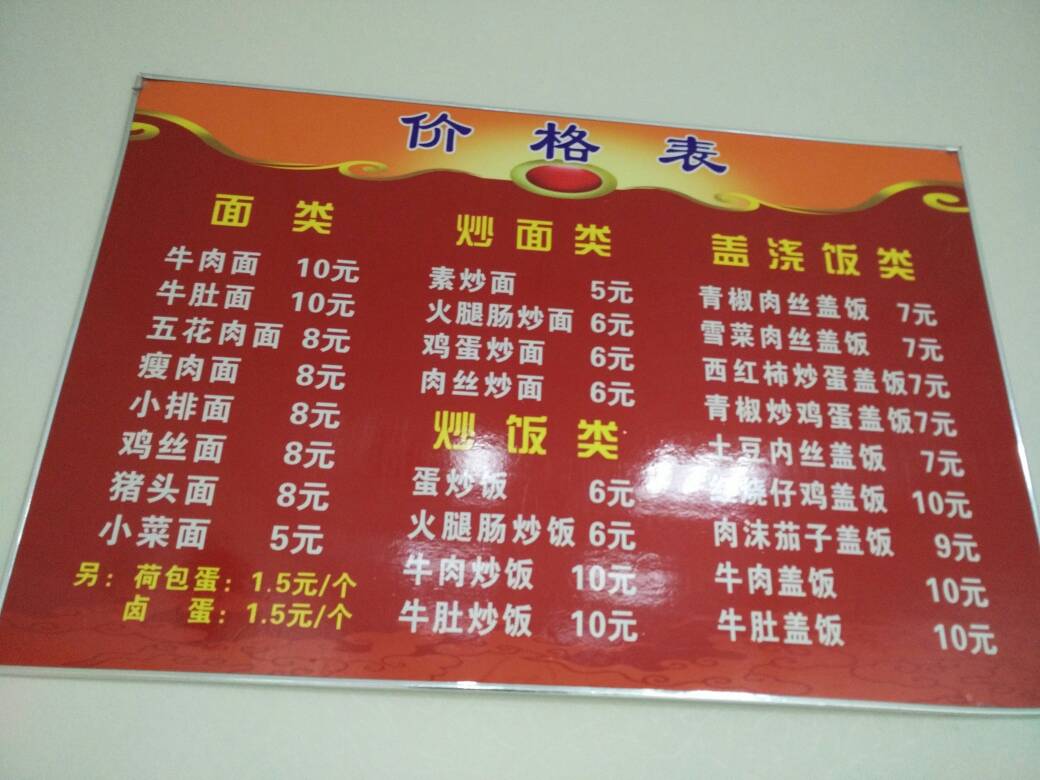 价格表
面类
牛肉面 10元
牛肚面 10元
五花肉面 8元
瘦肉面 8元
小排面 8元
鸡丝面 8元
猪头面 8元
小菜面 5元
另：荷包蛋：1.5元/个
卤 蛋：1.5元/个
炒面类
素炒面 5元
火腿肠炒面 6元
鸡蛋炒面 6元
肉丝炒面 6元
炒饭类
蛋炒饭 6元
火腿肠炒饭 6元
牛肉炒饭 10元
牛肚炒饭 10元
盖浇饭类
青椒肉丝盖饭 7元
雪菜肉丝盖饭 7元
西红柿炒蛋盖饭7元
青椒炒鸡蛋盖饭7元
土豆内丝盖饭 7元
烧仔鸡盖饭 10元
肉沫茄子盖饭 9元
牛肉盖饭 10元
牛肚盖饭 10元